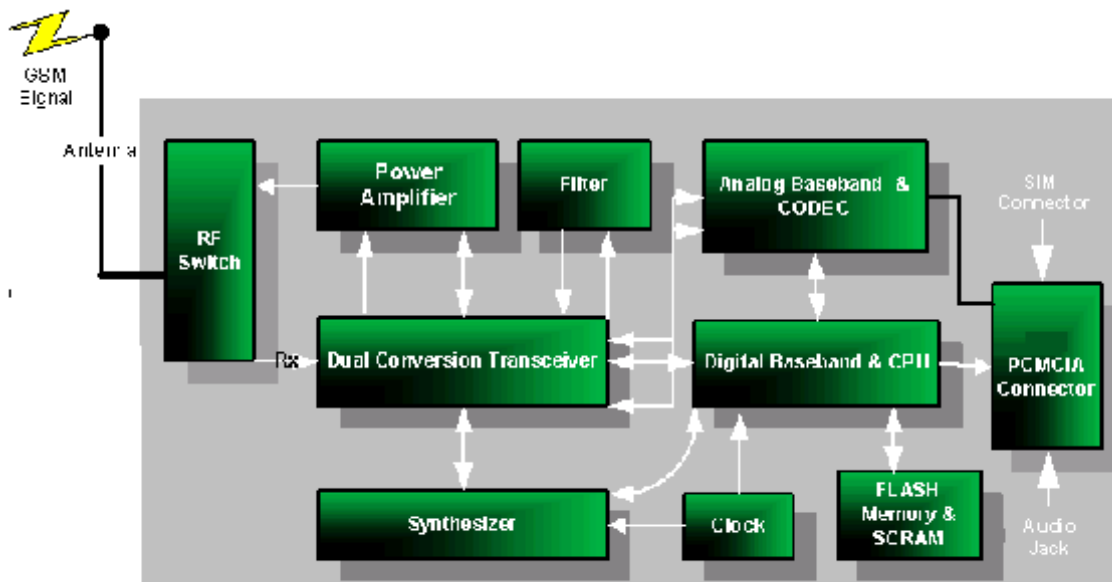 GSM
Signal
Antenna
RF
Switch
Power
Amplifier
Filter
Analog Baseband &
CODEC
SIM
Connector
Rx
Dual Conversion Transceiver
Digital Baseband & CPU
PCMCIA
Connector
Synthesizer
Clock
FLASH
Memory &
SCRAM
Audio
Jack